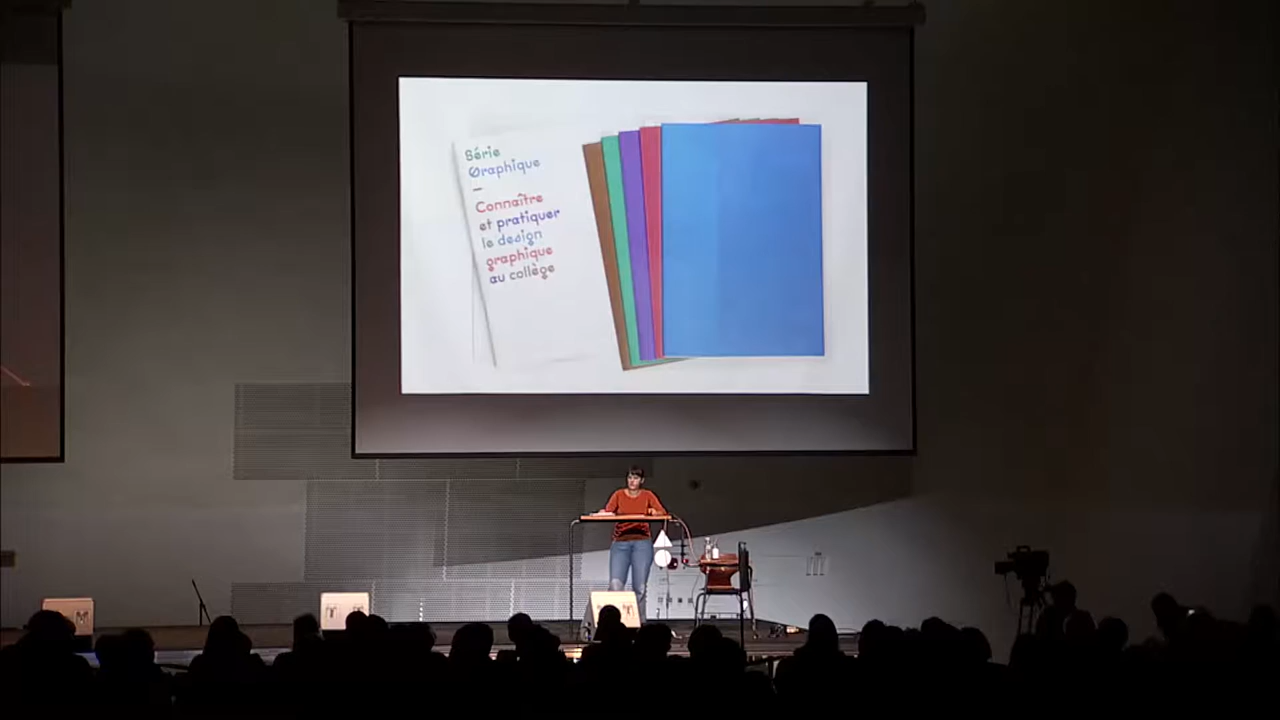 Série
Graphique
–
Connaître
et pratiquer
le design
graphique
au collège